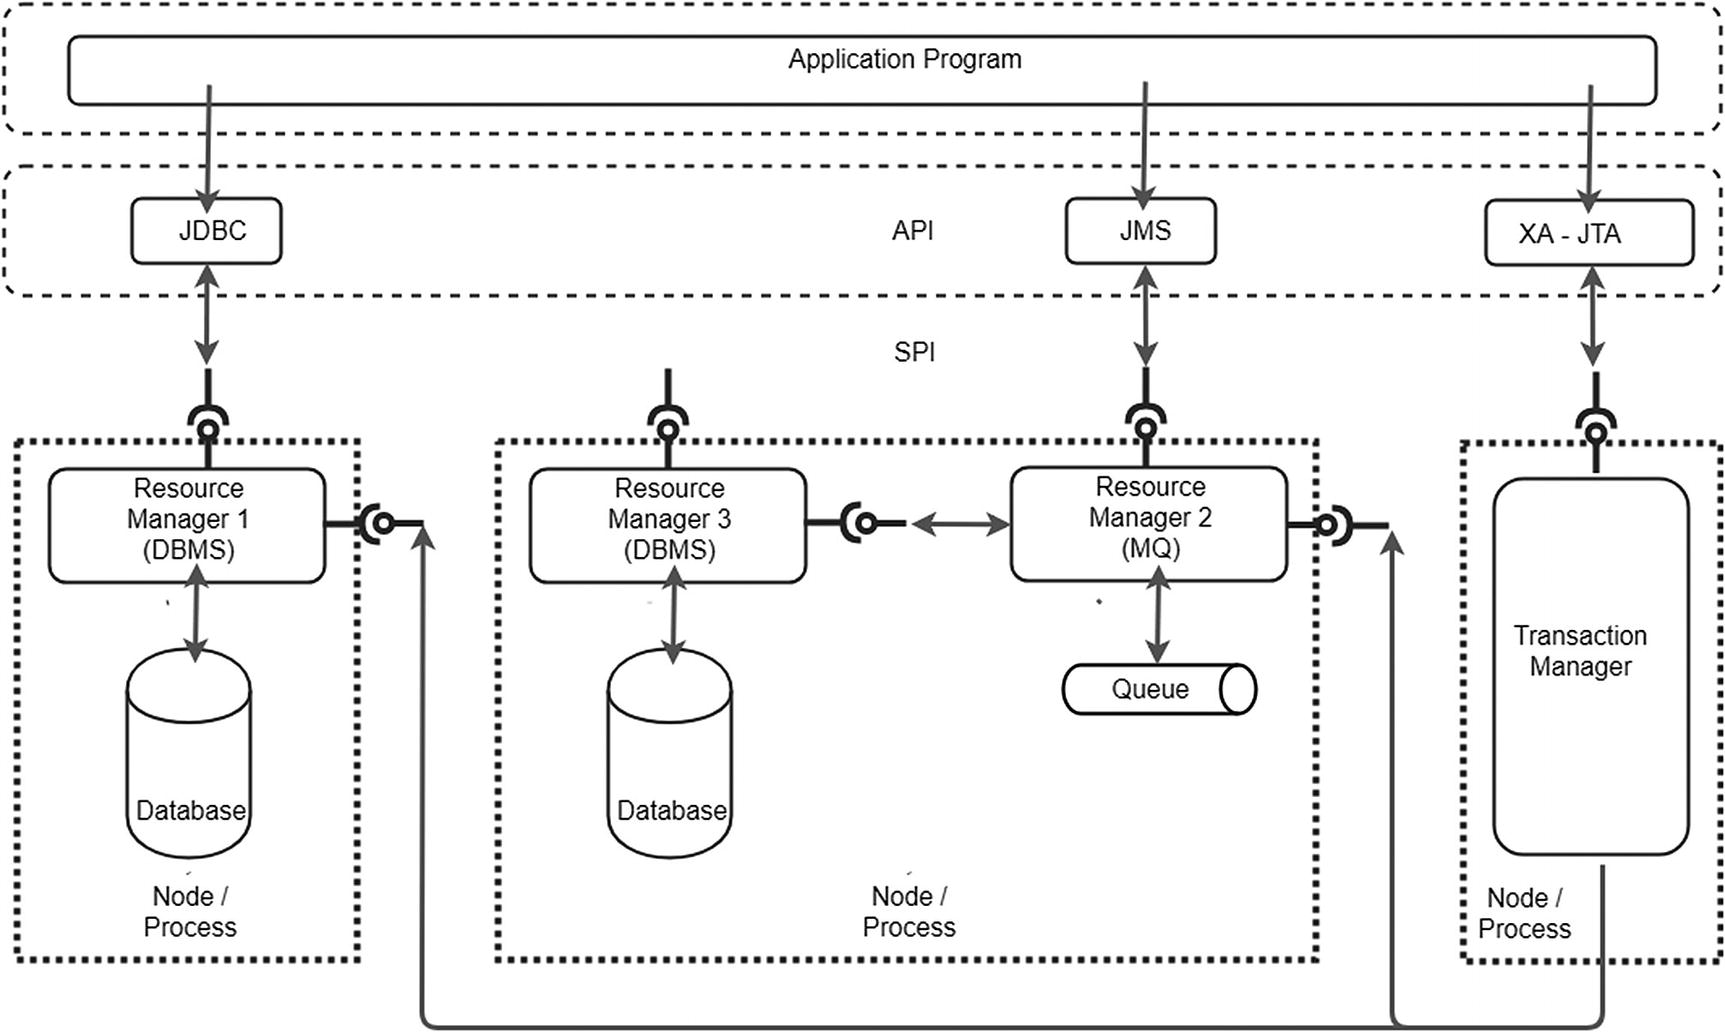 Application Program
JDBC
API
JMS
XA - JTA
SPI
Resource
Manager 1
(DBMS)
Resource
Manager 3
(DBMS)
Resource
Manager 2
(MQ)
Transaction
Manager
Queue
Database
Database
Node /
Process
Node /
Process
Node /
Process